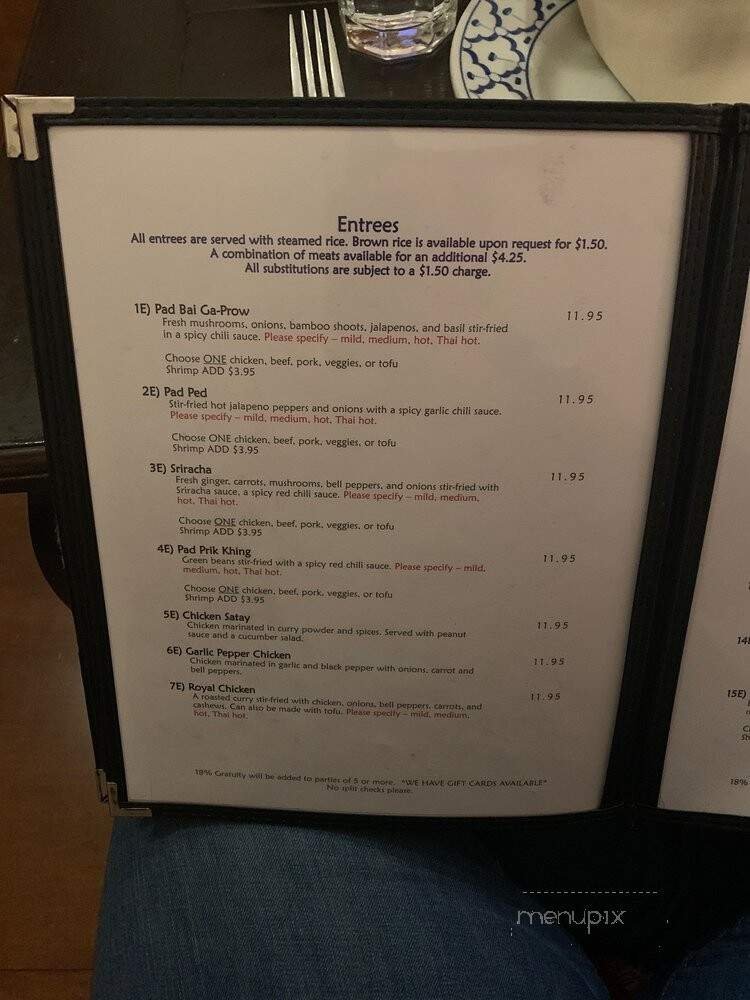 Entrees
All entrees are served with steamed rice. Brown rice is available upon request for $1.50.
A combination of meats available for an additional $4.25.
All substitutions are subject to a $1.50 charge.
1E) Pad Bai Ga-Prow 11.95
Fresh mushrooms, onions, bamboo shoots, jalapenos, and basil stir-fried
in a spicy chili sauce. Please specify – mild, medium, hot, Thai hot.
Choose ONE chicken, beef, pork, veggies, or tofu
Shrimp ADD $3.95
2E) Pad Ped 11.95
Stir-fried hot jalapeno peppers and onions with a spicy garlic chili sauce.
Please specify – mild, medium, hot, Thai hot.
Choose ONE chicken, beef, pork, veggies, or tofu
Shrimp ADD $3.95
3E) Sriracha 11.95
Fresh ginger, carrots, mushrooms, bell peppers, and onions stir-fried with
Sriracha sauce, a spicy red chili sauce. Please specify – mild, medium,
hot, Thai hot.
Choose ONE chicken, beef, pork, veggies, or tofu
Shrimp ADD $3.95
4E) Pad Prik Khing 11.95
Green beans stir-fried with a spicy red chili sauce. Please specify – mild,
medium, hot, Thai hot.
Choose ONE chicken, beef, pork, veggies, or tofu
Shrimp ADD $3.95
5E) Chicken Satay 11.95
Chicken marinated in curry powder and spices. Served with peanut
sauce and a cucumber salad.
6E) Garlic Pepper Chicken 11.95
Chicken marinated in garlic and black pepper with onions, carrot and
bell peppers.
7E) Royal Chicken 11.95
A roasted curry stir-fried with chicken, onions, bell peppers, carrots, and
cashews. Can also be made with tofu. Please specify – mild, medium,
hot, Thai hot.
18% Gratuity will be added to parties of 5 or more. *WE HAVE GIFT CARDS AVAILABLE*
No split checks please.
15E)
18%
menupix